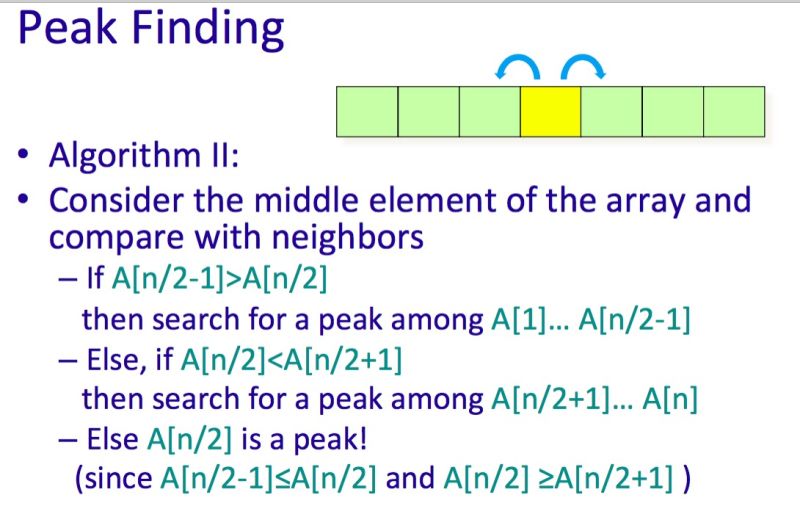 Peak Finding
• Algorithm II:
• Consider the middle element of the array and
compare with neighbors
– If A[n/2-1]>A[n/2]
then search for a peak among A[1]... A[n/2-1]
– Else, if A[n/2]<A[n/2+1]
then search for a peak among A[n/2+1]... A[n]
– Else A[n/2] is a peak!
(since A[n/2-1]≤A[n/2] and A[n/2] ≥A[n/2+1] )